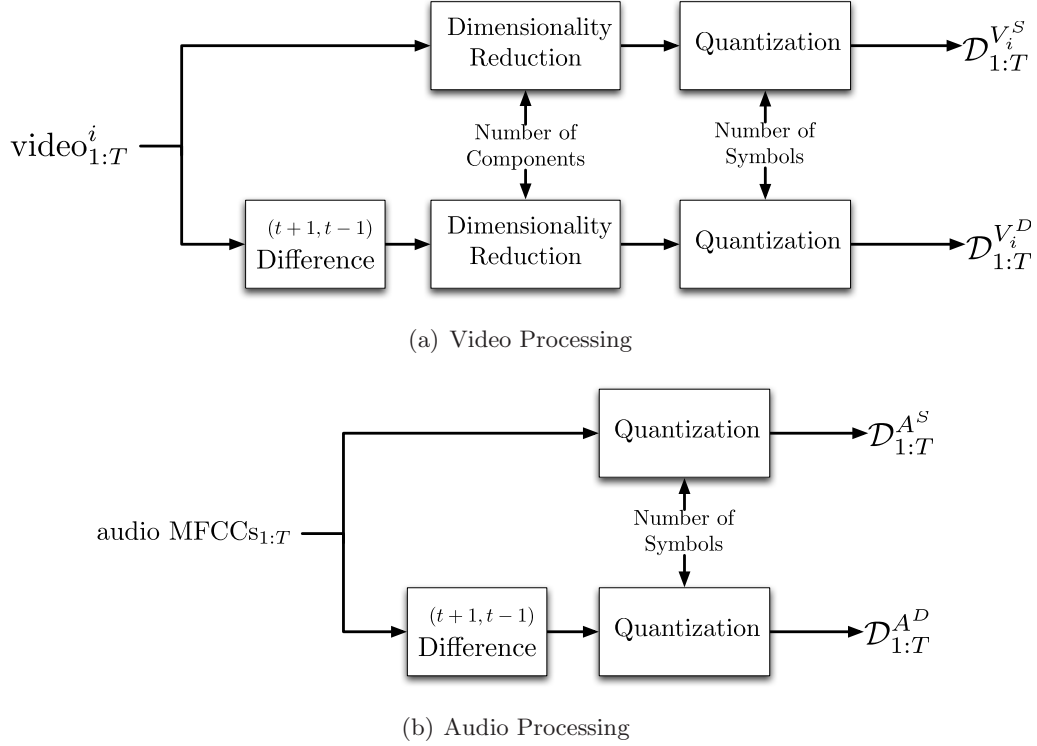 Dimensionality
Reduction
Quantization
$\mathcal{D}_{1:T}^{V_i^S}$
video$_{1:T}^{i}$
Number of
Components
Number of
Symbols
$(t+1, t-1)$
Difference
Dimensionality
Reduction
Quantization
$\mathcal{D}_{1:T}^{V_i^D}$
(a) Video Processing
Quantization
$\mathcal{D}_{1:T}^{A^S}$
audio MFCCs$_{1:T}$
Number of
Symbols
$(t+1, t-1)$
Difference
Quantization
$\mathcal{D}_{1:T}^{A^D}$
(b) Audio Processing